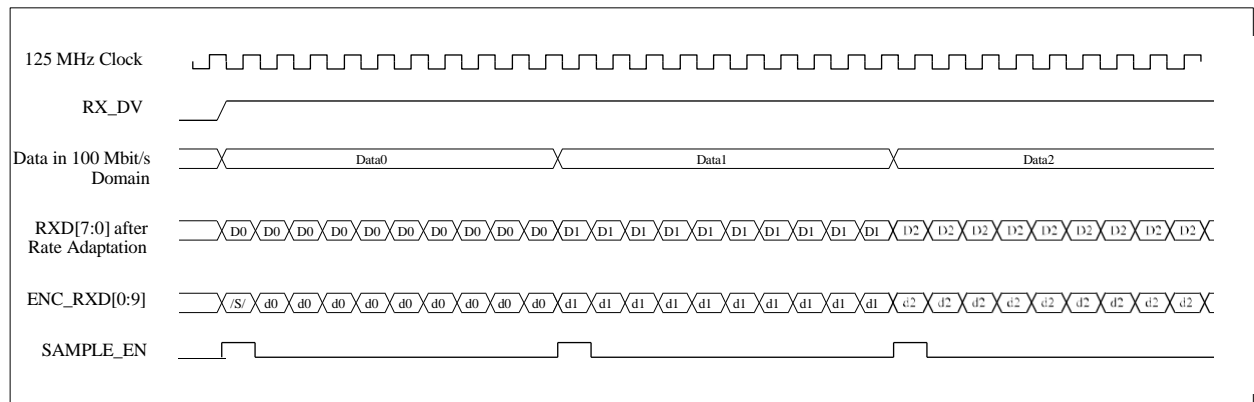 125 MHz Clock
RX_DV
Data in 100 Mbit/s
Domain
Data0 Data1 Data2
RXD[7:0] after
Rate Adaptation
D0 D0 D0 D0 D0 D0 D0 D0 D0 D0 D1 D1 D1 D1 D1 D1 D1 D1 D1 D1 D2 D2 D2 D2 D2 D2 D2 D2 D2
ENC_RXD[0:9]
/S/ d0 d0 d0 d0 d0 d0 d0 d0 d0 d1 d1 d1 d1 d1 d1 d1 d1 d1 d1 d2 d2 d2 d2 d2 d2 d2 d2 d2
SAMPLE_EN